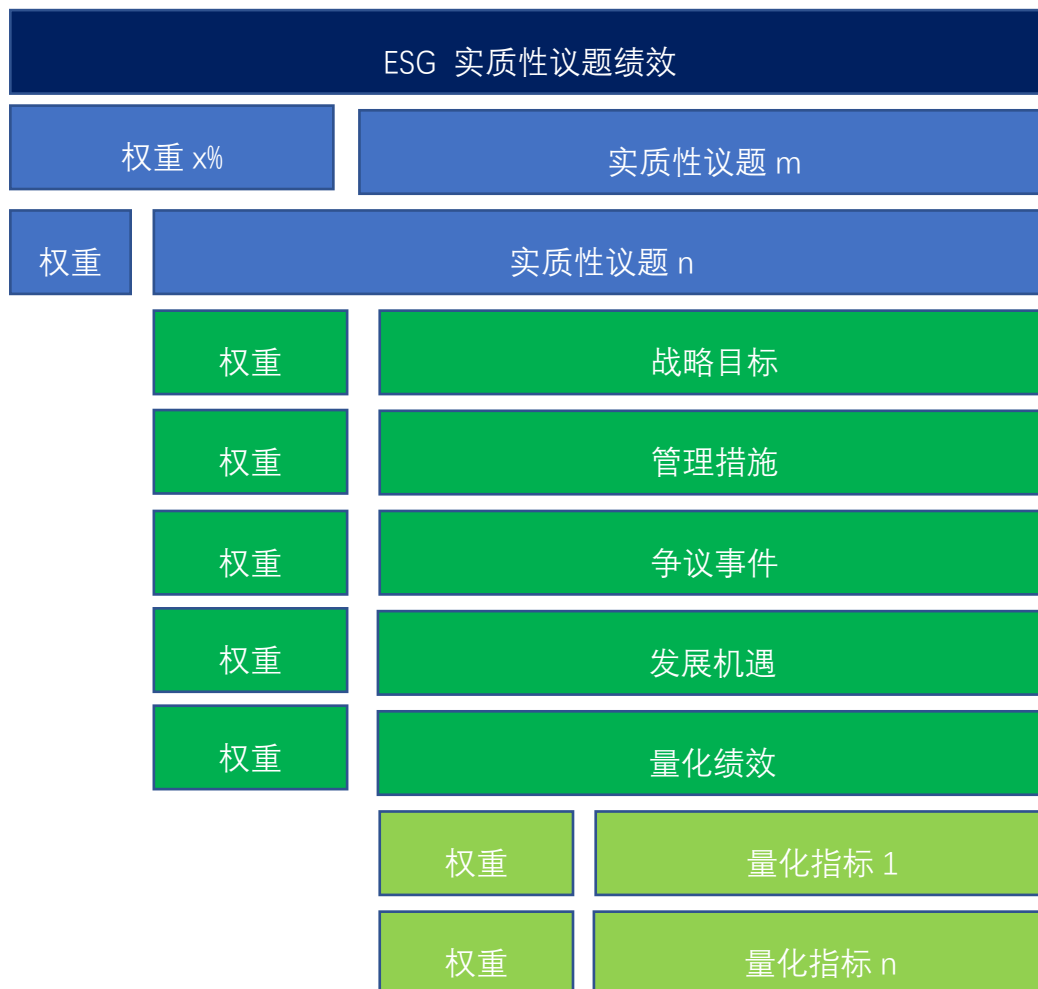 ESG 实质性议题绩效
权重 x%
实质性议题 m
权重
实质性议题 n
权重
战略目标
权重
管理措施
权重
争议事件
权重
发展机遇
权重
量化绩效
权重
量化指标 1
权重
量化指标 n